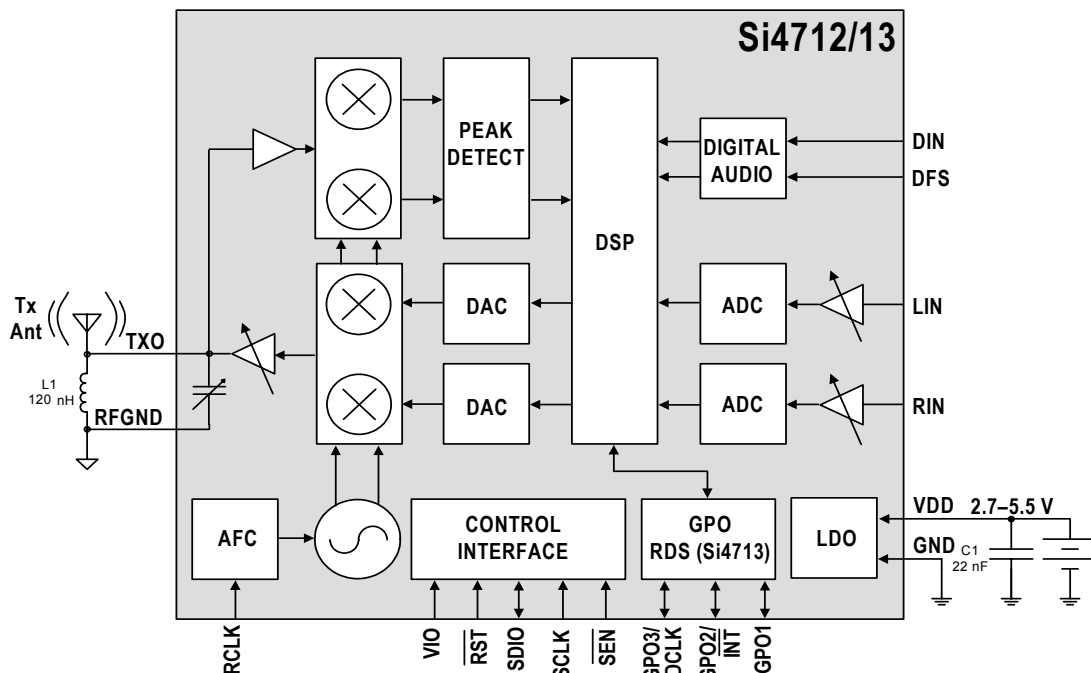 Si4712/13
PEAK
DETECT
DIGITAL
AUDIO
DIN
DFS
DSP
Tx
Ant
TXO
DAC
ADC
LIN
L1
120 nH
RFGND
DAC
ADC
RIN
AFC
CONTROL
INTERFACE
GPO
RDS (Si4713)
LDO
VDD 2.7–5.5 V
GND
C1
22 nF
RCLK
VIO
RST
SDIO
SCLK
SEN
GPO3/
DCLK
GPO2/
INT
GPO1